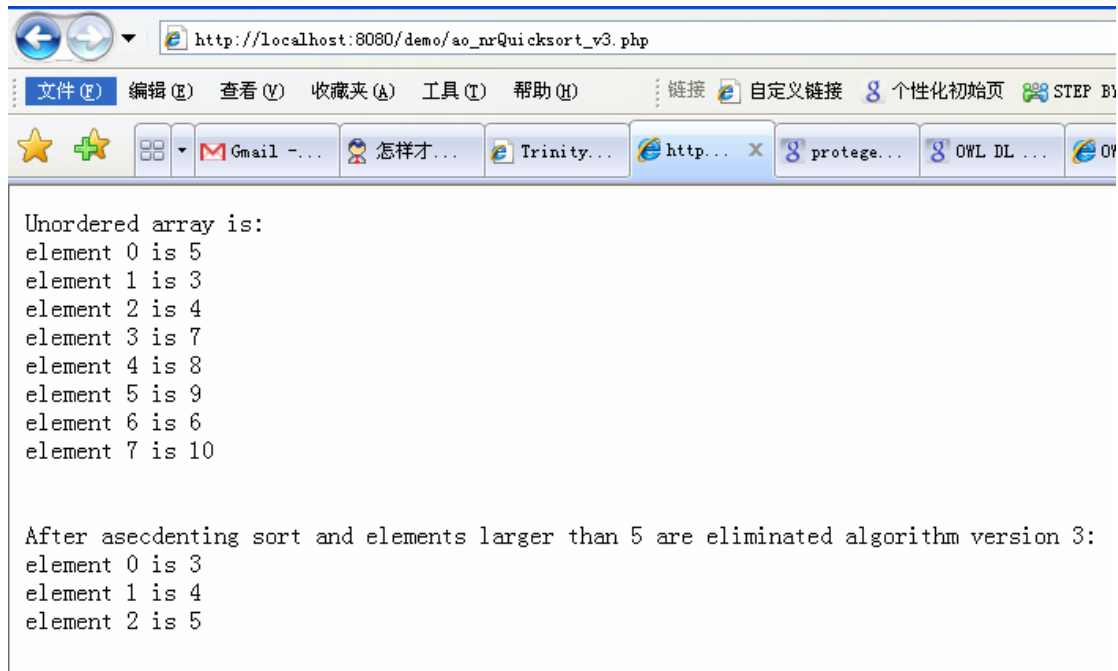 http://localhost:8080/demo/ao_nrQuicksort_v3.php
文件(F) 编辑(E) 查看(V) 收藏夹(A) 工具(T) 帮助(H) 链接 自定义链接 个性化初始页 STEP BY
Gmail -... 怎样才... Trinity... http... protege... OWL DL ... OW
Unordered array is:
element 0 is 5
element 1 is 3
element 2 is 4
element 3 is 7
element 4 is 8
element 5 is 9
element 6 is 6
element 7 is 10
After asecdenting sort and elements larger than 5 are eliminated algorithm version 3:
element 0 is 3
element 1 is 4
element 2 is 5